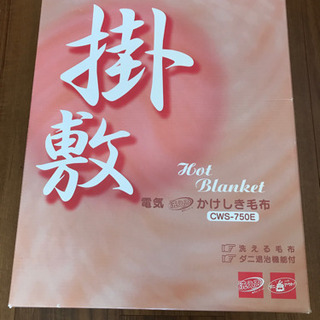 掛
敷
Hot
Blanket
電気 かけしき毛布
CWS-750E
☞ 洗える毛布
☞ ダニ退治機能付